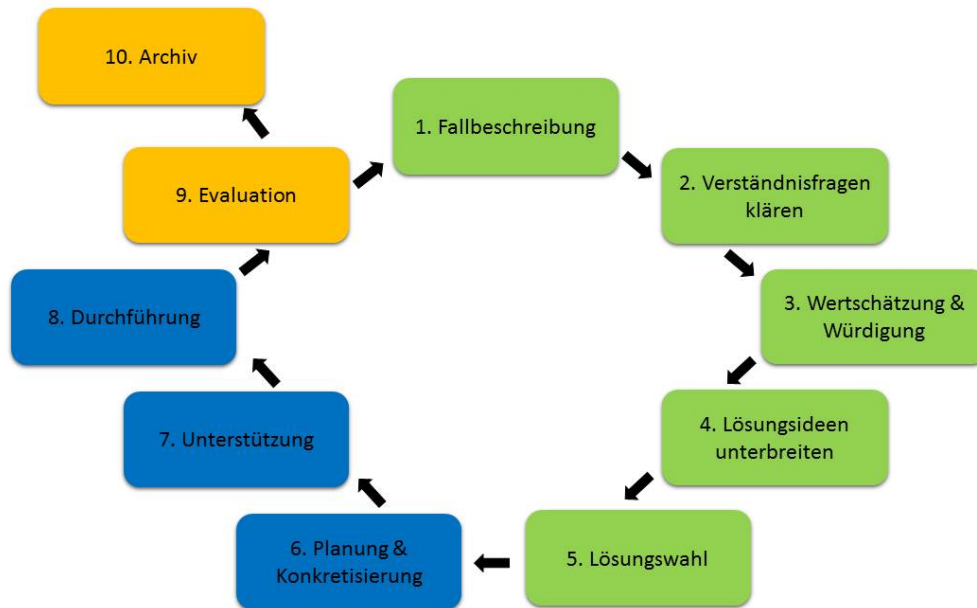 10. Archiv
1. Fallbeschreibung
2. Verständnisfragen
klären
9. Evaluation
3. Wertschätzung &
Würdigung
8. Durchführung
4. Lösungsideen
unterbreiten
7. Unterstützung
5. Lösungswahl
6. Planung &
Konkretisierung